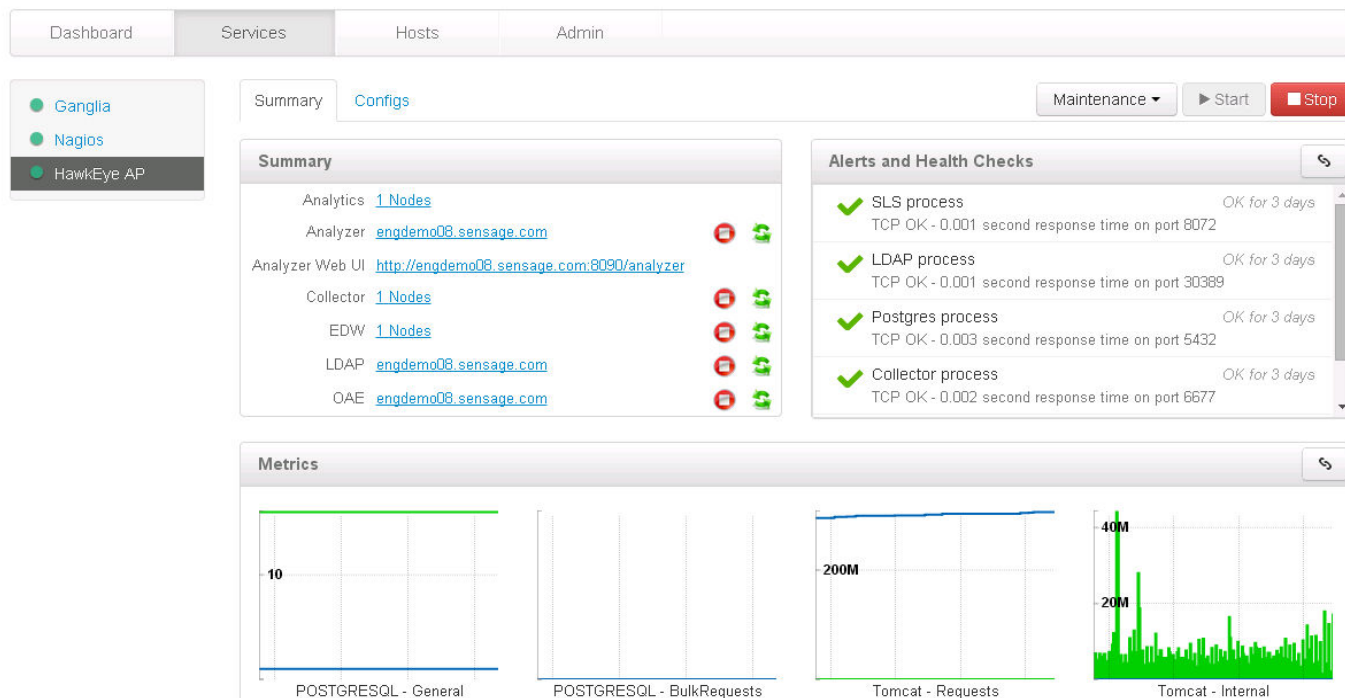 Dashboard Services Hosts Admin
Ganglia
Nagios
HawkEye AP
Summary Configs
Maintenance Start Stop
Summary
Analytics 1 Nodes
Analyzer engdemo08.sensage.com
Analyzer Web UI http://engdemo08.sensage.com:8090/analyzer
Collector 1 Nodes
EDW 1 Nodes
LDAP engdemo08.sensage.com
OAE engdemo08.sensage.com
Alerts and Health Checks
SLS process OK for 3 days
TCP OK - 0.001 second response time on port 8072
LDAP process OK for 3 days
TCP OK - 0.001 second response time on port 30389
Postgres process OK for 3 days
TCP OK - 0.003 second response time on port 5432
Collector process OK for 3 days
TCP OK - 0.002 second response time on port 6677
Metrics
10
POSTGRESQL - General
POSTGRESQL - BulkRequests
200M
Tomcat - Requests
40M
20M
Tomcat - Internal